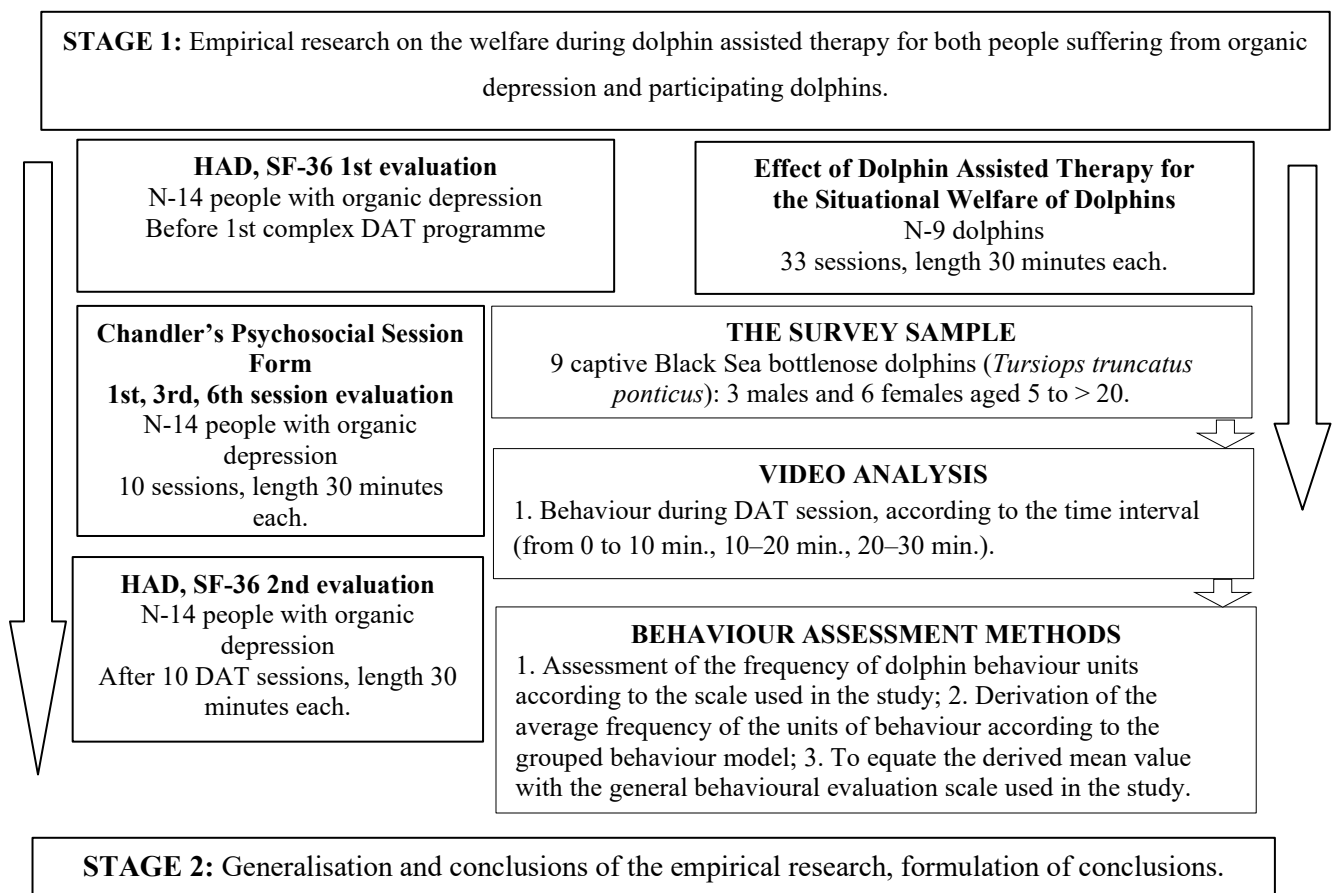 STAGE 1: Empirical research on the welfare during dolphin assisted therapy for both people suffering from organic
depression and participating dolphins.
HAD, SF-36 1st evaluation
N-14 people with organic depression
Before 1st complex DAT programme
Chandler’s Psychosocial Session
Form
1st, 3rd, 6th session evaluation
N-14 people with organic
depression
10 sessions, length 30 minutes
each.
HAD, SF-36 2nd evaluation
N-14 people with organic
depression
After 10 DAT sessions, length 30
minutes each.
Effect of Dolphin Assisted Therapy for
the Situational Welfare of Dolphins
N-9 dolphins
33 sessions, length 30 minutes each.
THE SURVEY SAMPLE
9 captive Black Sea bottlenose dolphins (Tursiops truncatus
ponticus): 3 males and 6 females aged 5 to > 20.
VIDEO ANALYSIS
1. Behaviour during DAT session, according to the time interval
(from 0 to 10 min., 10–20 min., 20–30 min.).
BEHAVIOUR ASSESSMENT METHODS
1. Assessment of the frequency of dolphin behaviour units
according to the scale used in the study; 2. Derivation of the
average frequency of the units of behaviour according to the
grouped behaviour model; 3. To equate the derived mean value
with the general behavioural evaluation scale used in the study.
STAGE 2: Generalisation and conclusions of the empirical research, formulation of conclusions.